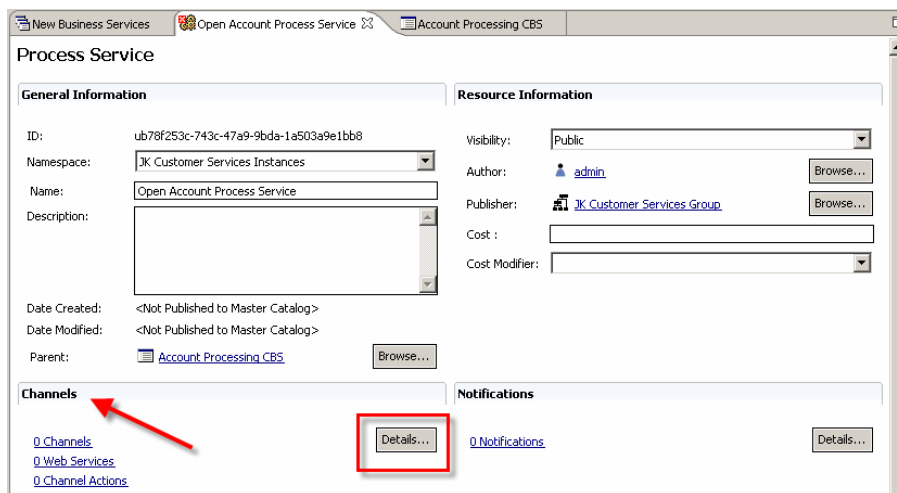 New Business Services
Open Account Process Service
Account Processing CBS
Process Service
General Information
ID: ub78f253c-743c-47a9-9bda-1a503a9e1bb8
Namespace: JK Customer Services Instances
Name: Open Account Process Service
Description:
Date Created: <Not Published to Master Catalog>
Date Modified: <Not Published to Master Catalog>
Parent: Account Processing CBS Browse...
Resource Information
Visibility: Public
Author: admin Browse...
Publisher: JK Customer Services Group Browse...
Cost :
Cost Modifier:
Channels
0 Channels Details...
0 Web Services
0 Channel Actions
Notifications
0 Notifications Details...